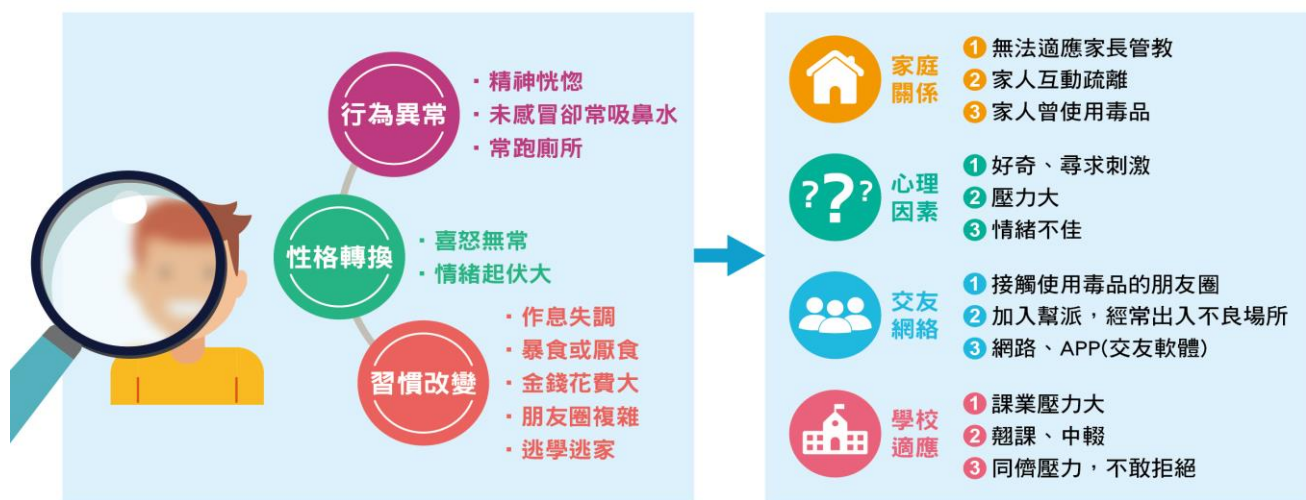 行為異常
・精神恍惚
・未感冒卻常吸鼻水
・常跑廁所
性格轉換
・喜怒無常
・情緒起伏大
習慣改變
・作息失調
・暴食或厭食
・金錢花費大
・朋友圈複雜
・逃學逃家
家庭
關係
1 無法適應家長管教
2 家人互動疏離
3 家人曾使用毒品
???
心理
因素
1 好奇、尋求刺激
2 壓力大
3 情緒不佳
交友
網絡
1 接觸使用毒品的朋友圈
2 加入幫派，經常出入不良場所
3 網路、APP(交友軟體)
學校
適應
1 課業壓力大
2 翹課、中輟
3 同儕壓力，不敢拒絕